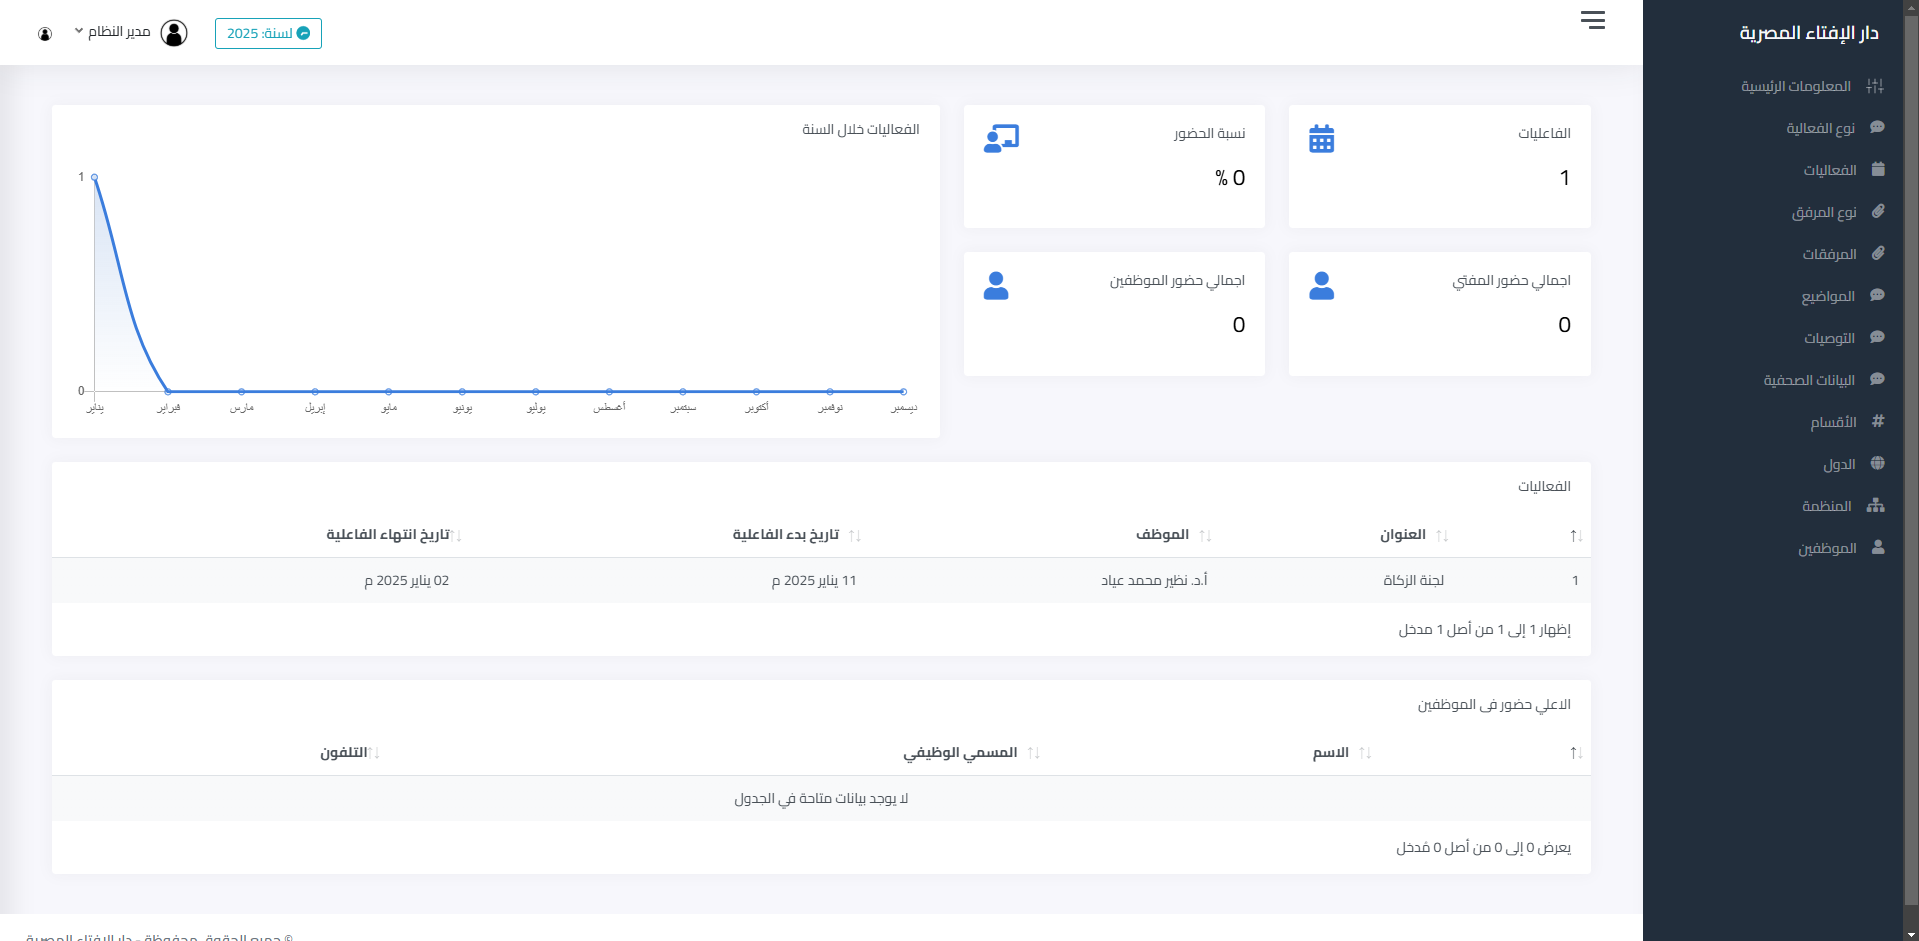 دار الإفتاء المصرية
المعلومات الرئيسية
نوع الفعالية
الفعاليات
نوع المرفق
المرفقات
المواضيع
التوصيات
البيانات الصحفية
الأقسام
الدول
المنظمة
الموظفين
لسنة: 2025
مدير النظام
الفاعليات
1
نسبة الحضور
0 %
اجمالي حضور المفتي
0
اجمالي حضور الموظفين
0
الفعاليات خلال السنة
1
0
يناير فبراير مارس إبريل مايو يونيو يوليو أغسطس سبتمبر أكتوبر نوفمبر ديسمبر
الفعاليات
العنوان الموظف تاريخ بدء الفاعلية تاريخ انتهاء الفاعلية
1 لجنة الزكاة أ.د. نظير محمد عياد 11 يناير 2025 م 02 يناير 2025 م
إظهار 1 إلى 1 من أصل 1 مدخل
الاعلي حضور فى الموظفين
الاسم المسمي الوظيفي التلفون
لا يوجد بيانات متاحة في الجدول
يعرض 0 إلى 0 من أصل 0 مُدخل
© جميع الحقوق محفوظة - دار الإفتاء المصرية